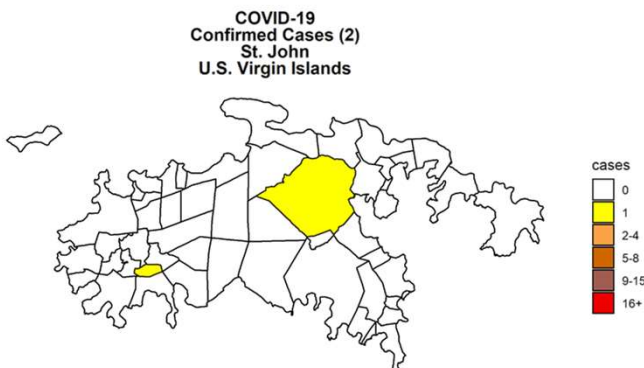 COVID-19
Confirmed Cases (2)
St. John
U.S. Virgin Islands
cases
0
1
2-4
5-8
9-15
16+